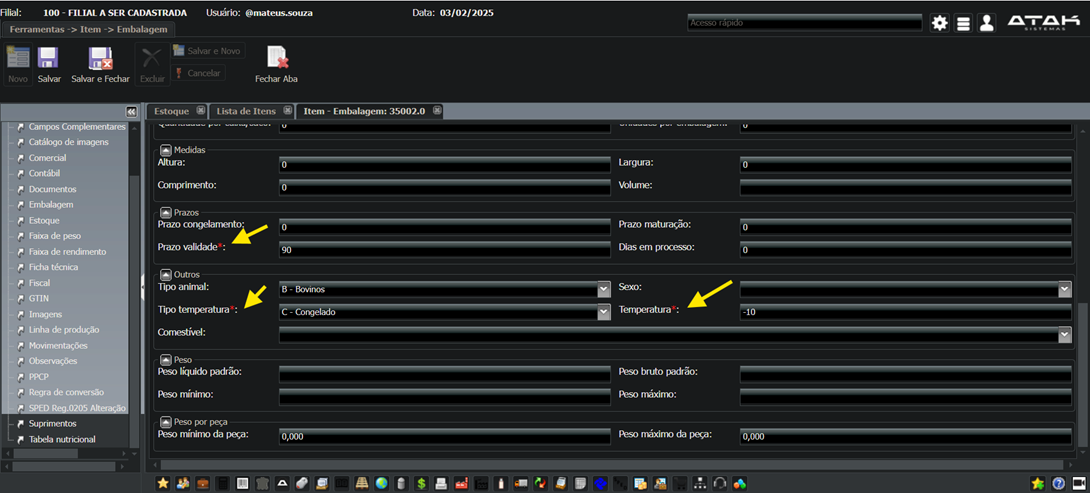 Filial: 100 - FILIAL A SER CADASTRADA Usuário: @mateus.souza Data: 03/02/2025
Acesso rápido
ATAK
SISTEMAS
Ferramentas -> Item -> Embalagem
Novo Salvar Salvar e Fechar Excluir Salvar e Novo Cancelar Fechar Aba
Estoque Lista de Itens Item - Embalagem: 35002.0
Campos Complementares
Catálogo de imagens
Comercial
Contábil
Documentos
Embalagem
Estoque
Faixa de peso
Faixa de rendimento
Ficha técnica
Fiscal
GTIN
Imagens
Linha de produção
Movimentações
Observações
PPCP
Regra de conversão
SPED Reg.0205 Alteração
Suprimentos
Tabela nutricional
0 0
Medidas
Altura: 0 Largura: 0
Comprimento: 0 Volume:
Prazos
Prazo congelamento: 0 Prazo maturação: 0
Prazo validade*: 90 Dias em processo: 0
Outros
Tipo animal: B - Bovinos Sexo:
Tipo temperatura*: C - Congelado Temperatura*: -10
Comestível:
Peso
Peso líquido padrão: Peso bruto padrão:
Peso mínimo: Peso máximo:
Peso por peça
Peso mínimo da peça: 0,000 Peso máximo da peça: 0,000